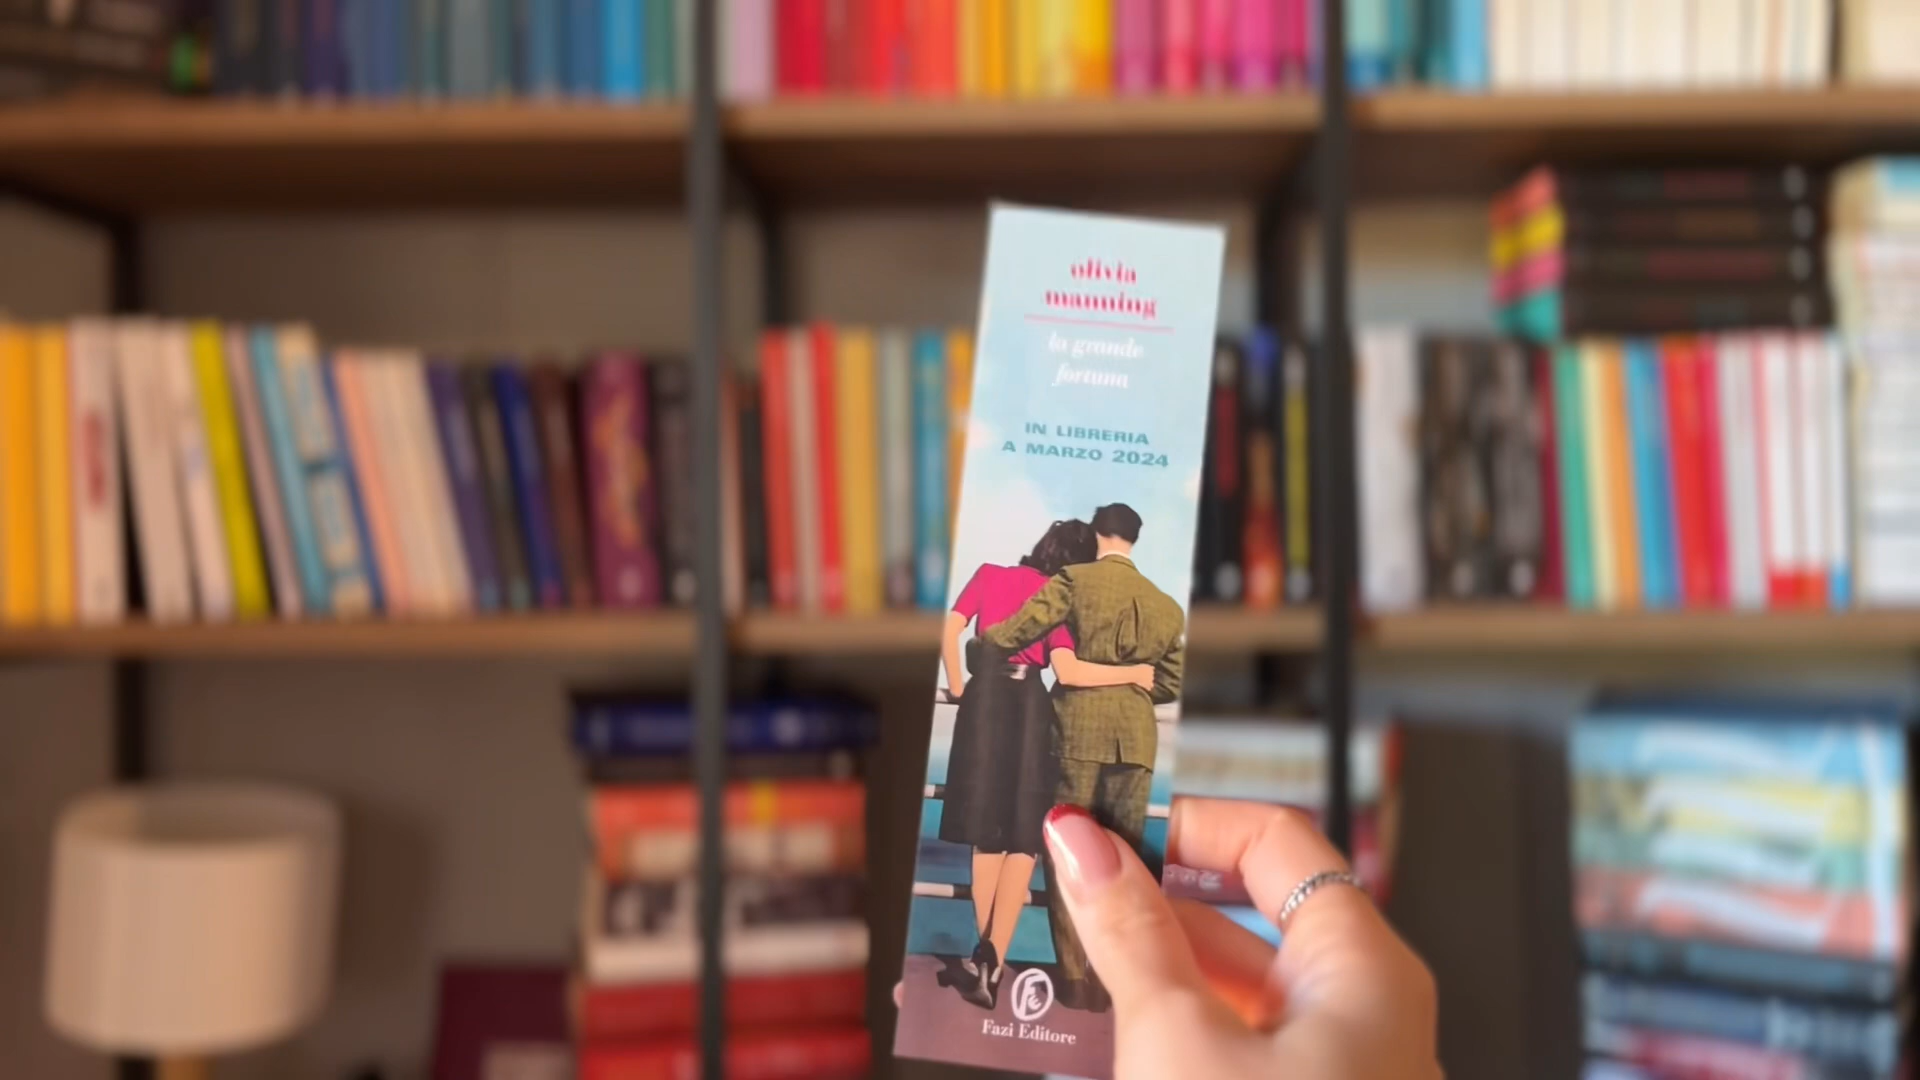 olivia
manning
la grande
fortuna
IN LIBRERIA
A MARZO 2024
Fazi Editore